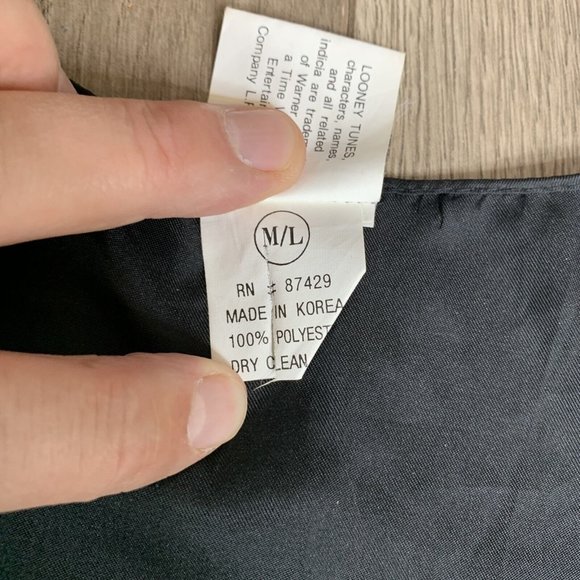 LOONEY TUNES,
characters, names,
and all related
indicia are
of Warner
a Time
Company L.P
M/L
RN # 87429
MADE IN KOREA
100% POLYEST
DRY CLEAN